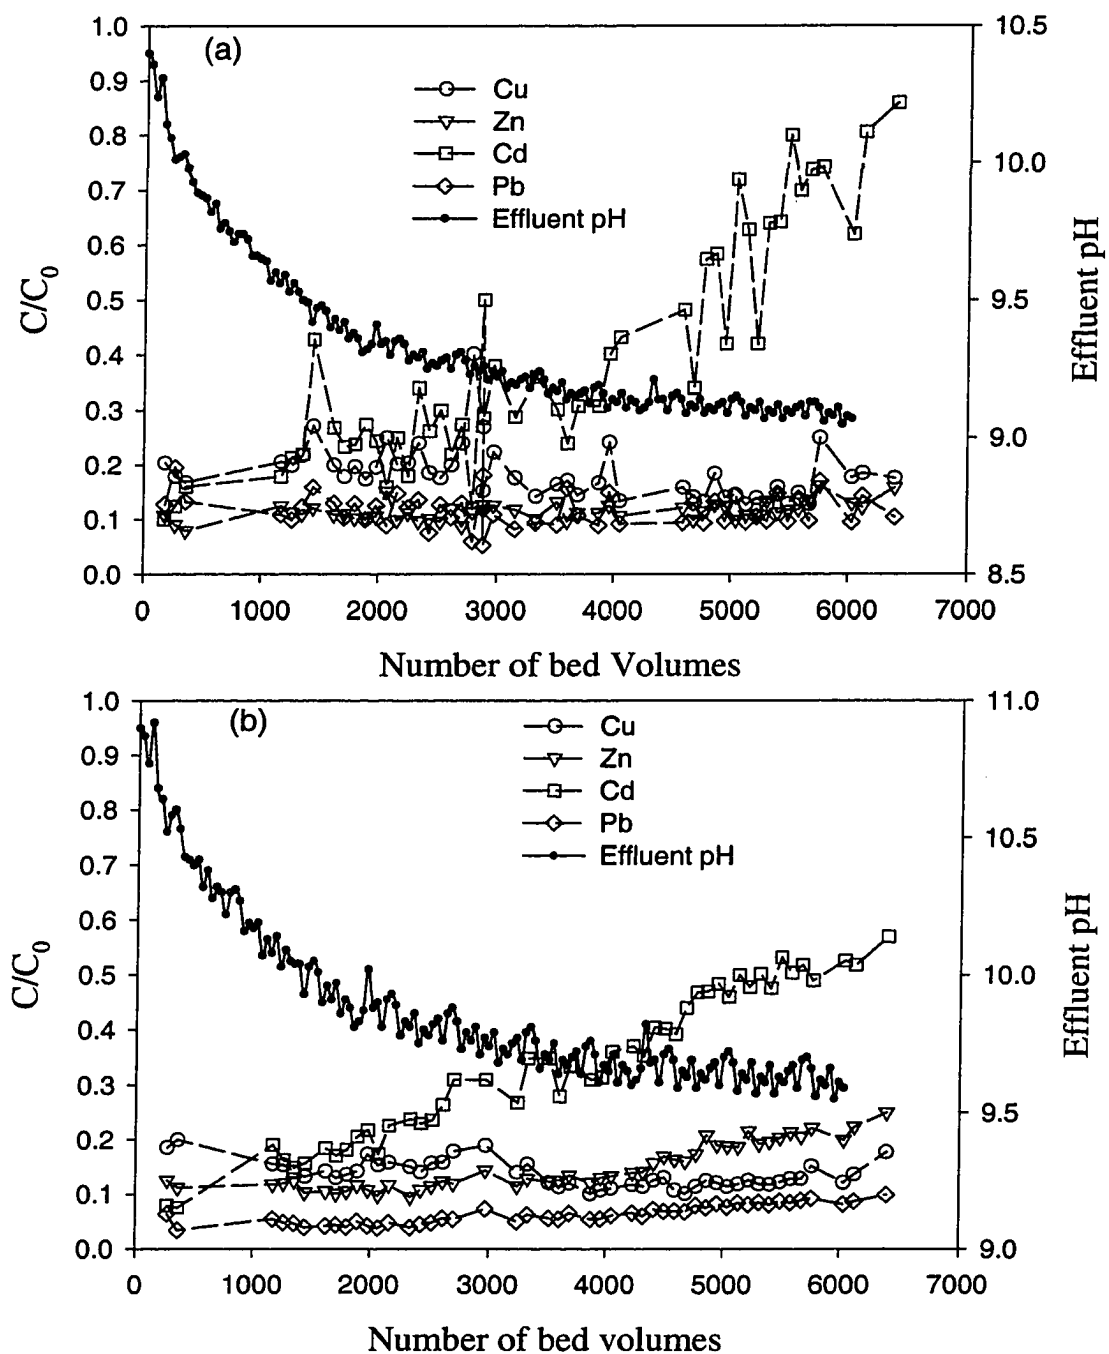 (a)
C/C0
1.0
0.9
0.8
0.7
0.6
0.5
0.4
0.3
0.2
0.1
0.0
Cu
Zn
Cd
Pb
Effluent pH
10.5
10.0
9.5
9.0
8.5
Effluent pH
0 1000 2000 3000 4000 5000 6000 7000
Number of bed Volumes
(b)
C/C0
1.0
0.9
0.8
0.7
0.6
0.5
0.4
0.3
0.2
0.1
0.0
Cu
Zn
Cd
Pb
Effluent pH
11.0
10.5
10.0
9.5
9.0
Effluent pH
0 1000 2000 3000 4000 5000 6000 7000
Number of bed volumes